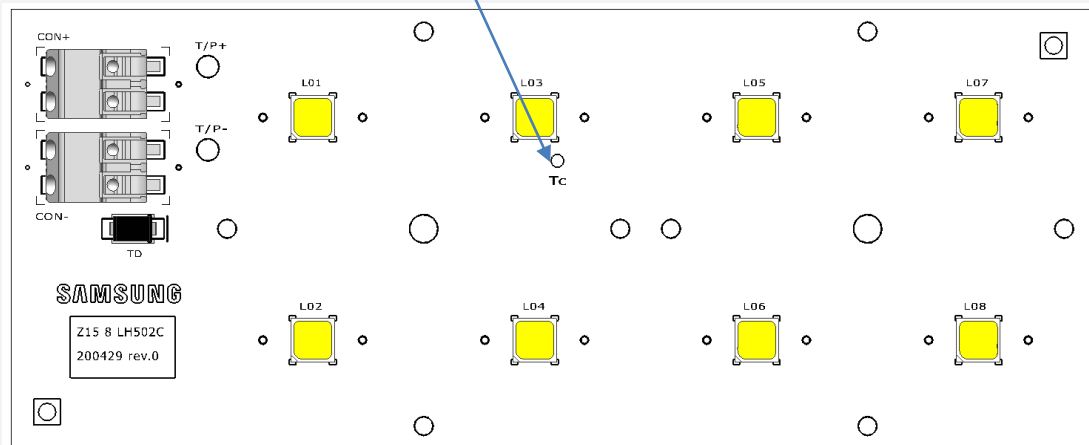 CON+
T/P+
L01
L03
L05
L07
T/P-
Tc
CON-
TD
SAMSUNG
L02
L04
L06
L08
Z15 8 LH502C
200429 rev.0